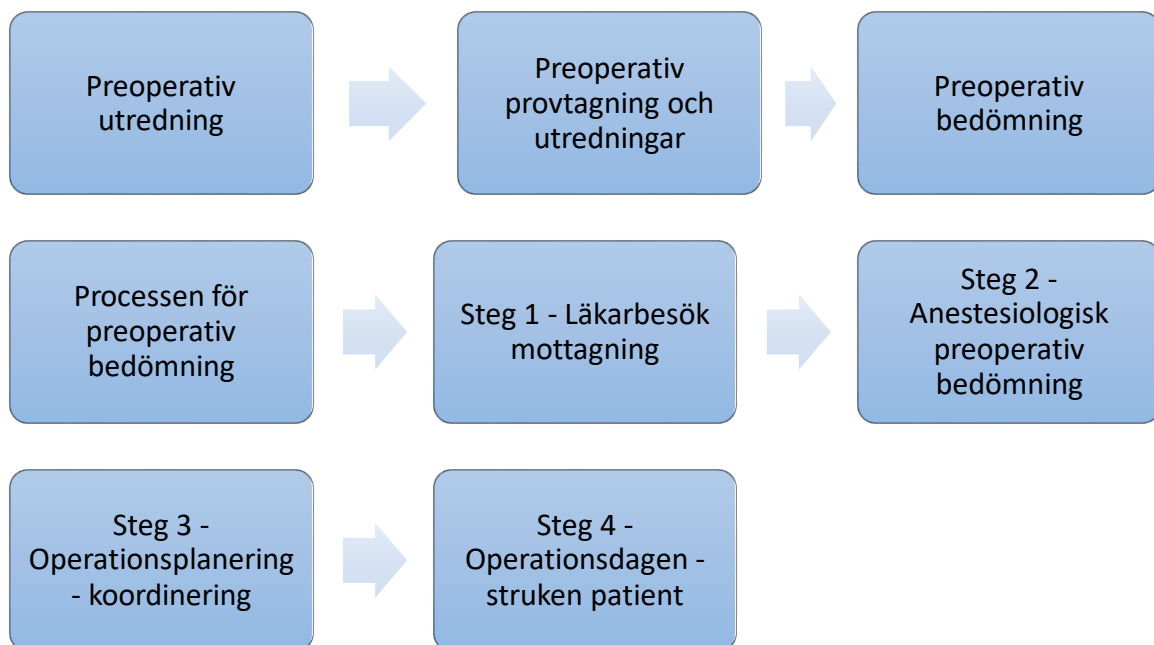 Preoperativ
utredning
Preoperativ
provtagning och
utredningar
Preoperativ
bedömning
Processen för
preoperativ
bedömning
Steg 1 - Läkarbesök
mottagning
Steg 2 -
Anestesiologisk
preoperativ
bedömning
Steg 3 -
Operationsplanering
- koordinering
Steg 4 -
Operationsdagen -
struken patient